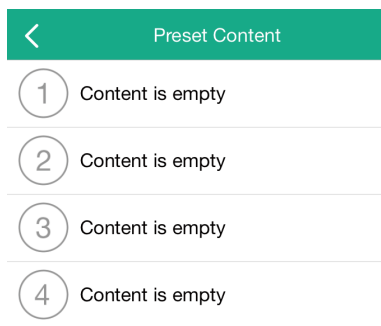 Preset Content
1 Content is empty
2 Content is empty
3 Content is empty
4 Content is empty